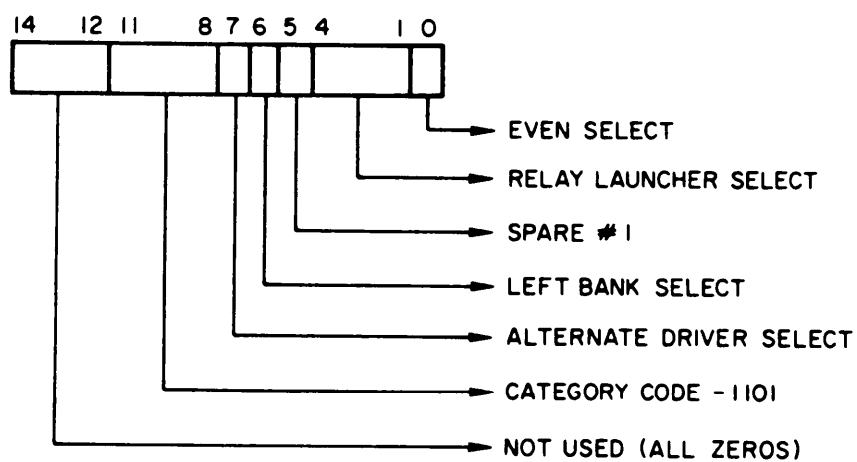 14 12 11 8 7 6 5 4 1 0
EVEN SELECT
RELAY LAUNCHER SELECT
SPARE #1
LEFT BANK SELECT
ALTERNATE DRIVER SELECT
CATEGORY CODE - 1101
NOT USED (ALL ZEROS)